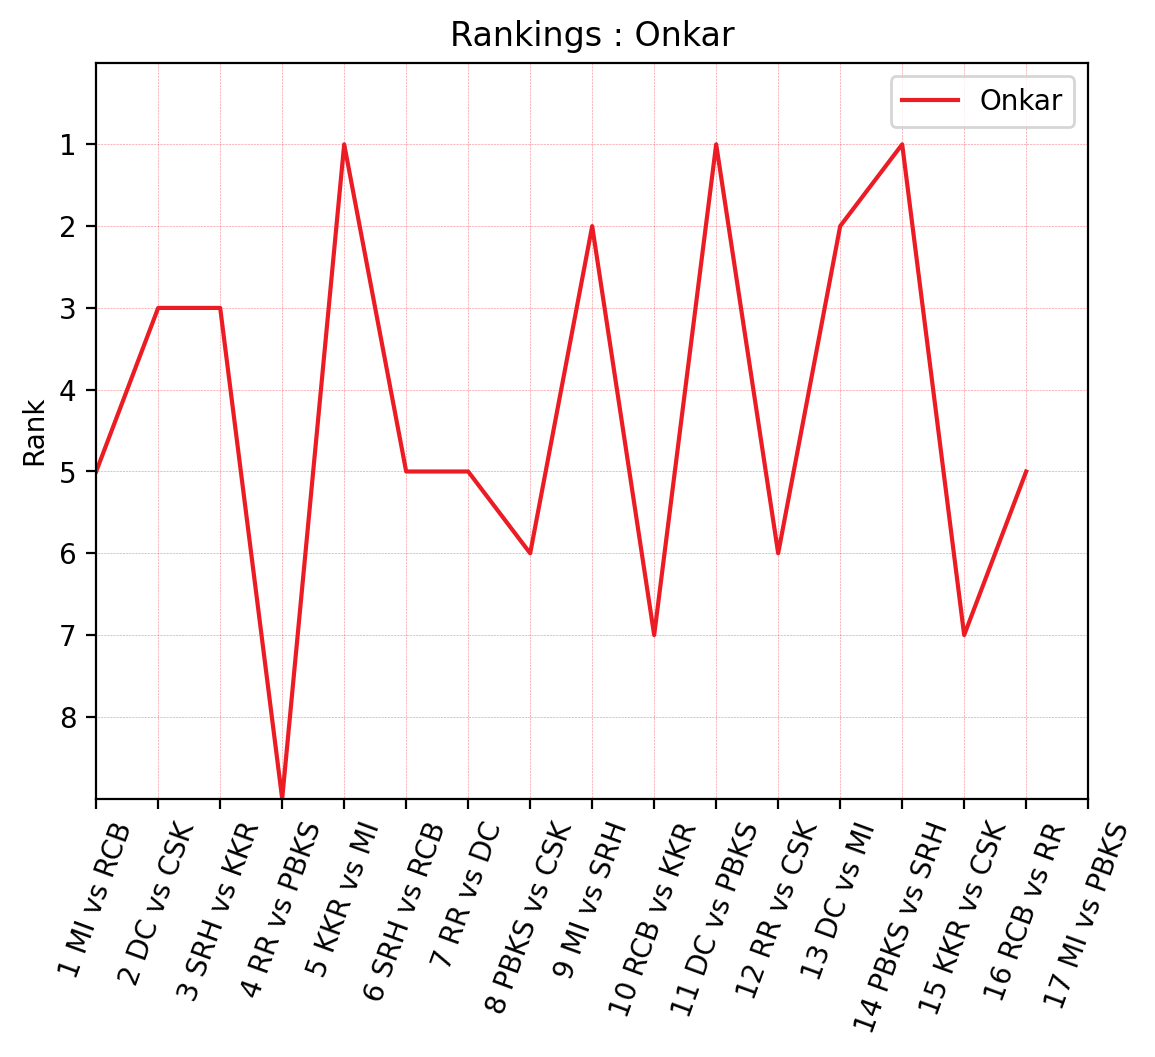 Rankings : Onkar
Onkar
Rank
1
2
3
4
5
6
7
8
1 MI vs RCB
2 DC vs CSK
3 SRH vs KKR
4 RR vs PBKS
5 KKR vs MI
6 SRH vs RCB
7 RR vs DC
8 PBKS vs CSK
9 MI vs SRH
10 RCB vs KKR
11 DC vs PBKS
12 RR vs CSK
13 DC vs MI
14 PBKS vs SRH
15 KKR vs CSK
16 RCB vs RR
17 MI vs PBKS